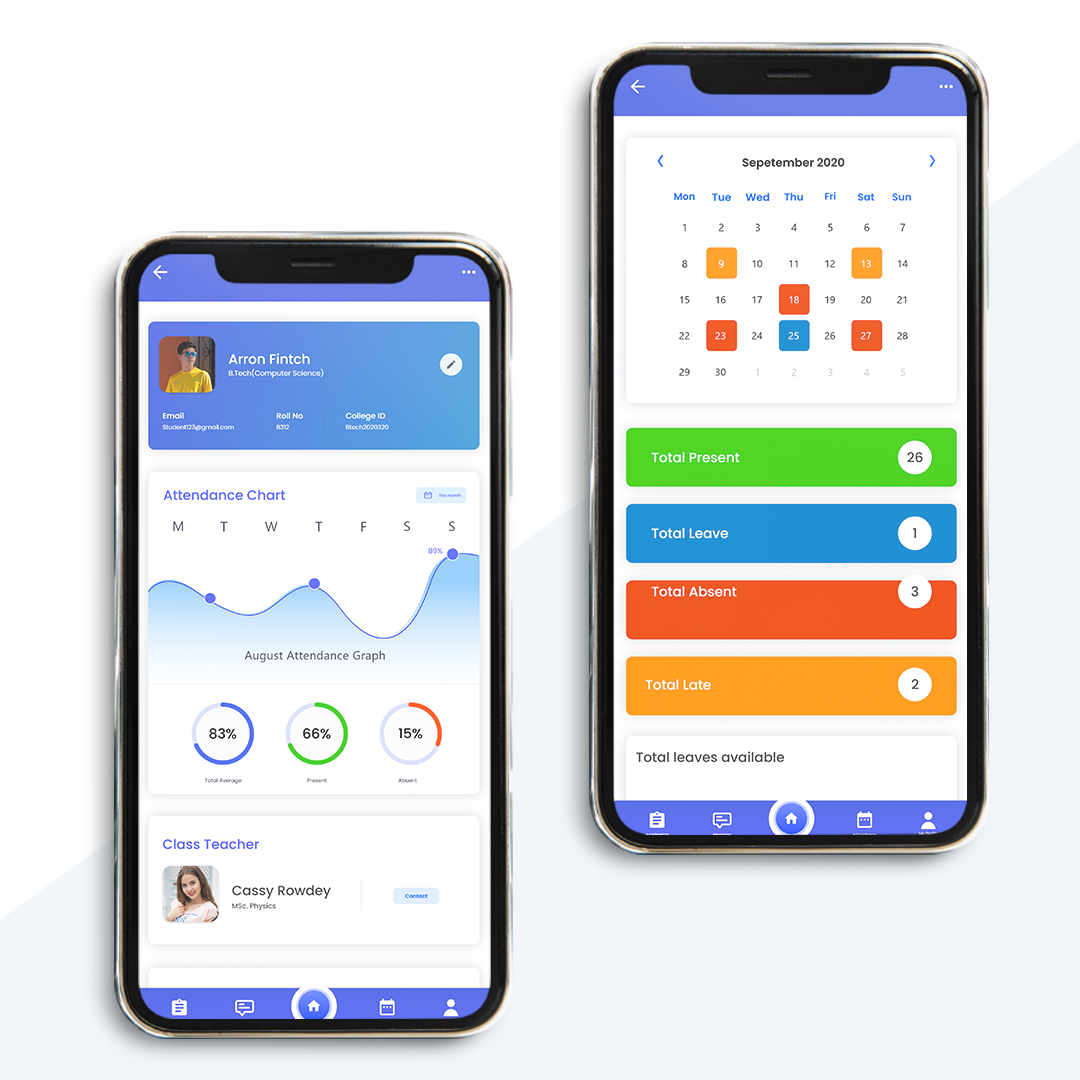 Arron Fintch
B.Tech(Computer Science)
Email Roll No College ID
Student123@gmail.com B312 Btech2020320
Attendance Chart This month
M T W T F S S
89%
August Attendance Graph
83% 66% 15%
Total Average Present Absent
Class Teacher
Cassy Rowdey
MSc. Physics
Contact
Sepetember 2020
Mon Tue Wed Thu Fri Sat Sun
1 2 3 4 5 6 7
8 9 10 11 12 13 14
15 16 17 18 19 20 21
22 23 24 25 26 27 28
29 30 1 2 3 4 5
Total Present 26
Total Leave 1
Total Absent 3
Total Late 2
Total leaves available